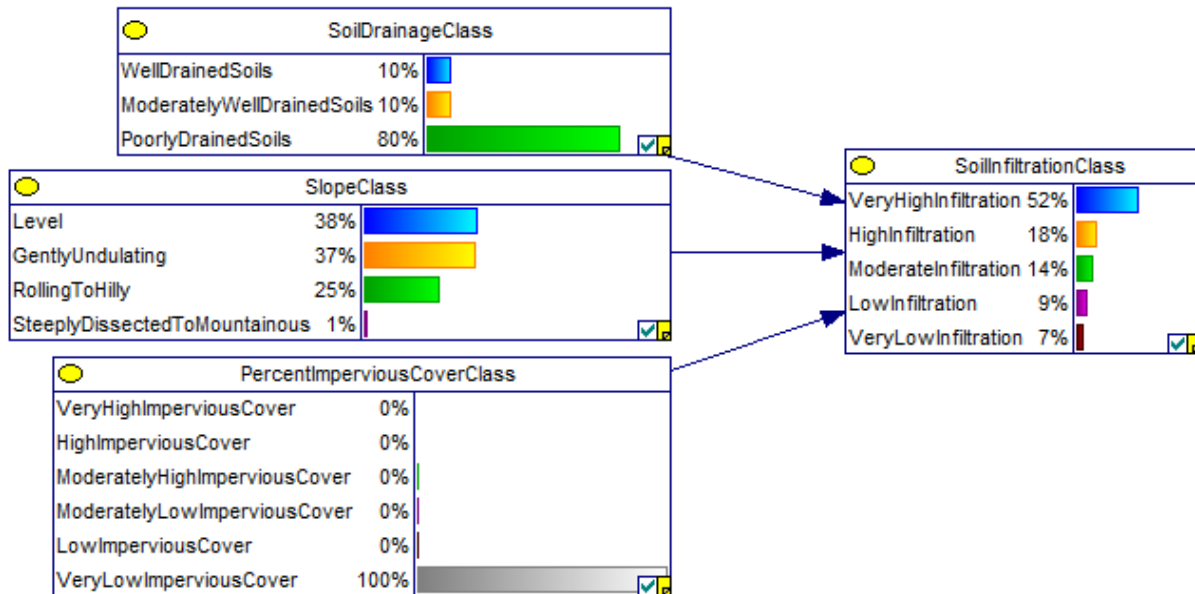 SoilDrainageClass
WellDrainedSoils 10%
ModeratelyWellDrainedSoils 10%
PoorlyDrainedSoils 80%
SlopeClass
Level 38%
GentlyUndulating 37%
RollingToHilly 25%
SteeplyDissectedToMountainous 1%
PercentImperviousCoverClass
VeryHighImperviousCover 0%
HighImperviousCover 0%
ModeratelyHighImperviousCover 0%
ModeratelyLowImperviousCover 0%
LowImperviousCover 0%
VeryLowImperviousCover 100%
SoilInfiltrationClass
VeryHighInfiltration 52%
HighInfiltration 18%
ModerateInfiltration 14%
LowInfiltration 9%
VeryLowInfiltration 7%